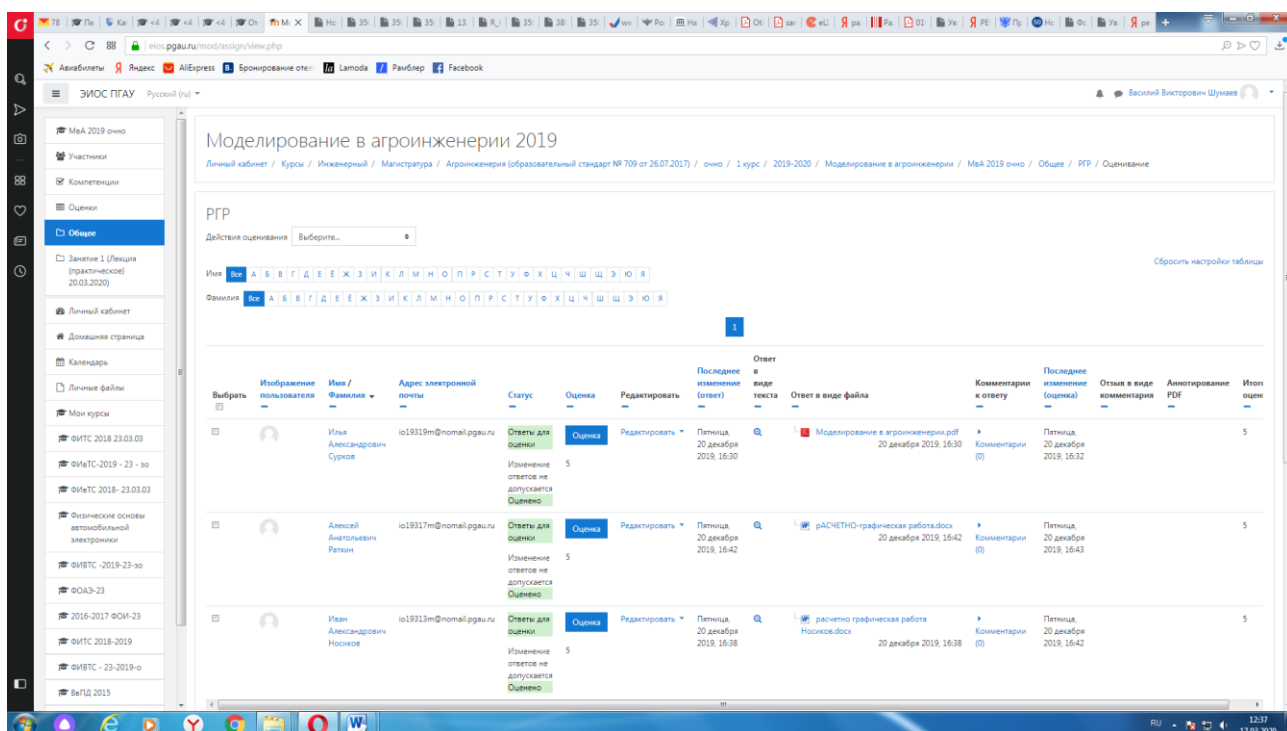 eios.pgau.ru/mod/assign/view.php
Авиабилеты Яндекс AliExpress Бронирование отел Lamoda Рамблер Facebook
ЭИОС ПГАУ Русский (ru) Василий Викторович Шумаев
МвА 2019 очно
Участники
Компетенции
Оценки
Общее
Занятие 1 (Лекция
(практическое)
20.03.2020)
Личный кабинет
Домашняя страница
Календарь
Личные файлы
Мои курсы
ФИТС 2018 23.03.03
ФИвТС-2019 - 23 - зо
ФИвТС 2018- 23.03.03
Физические основы
автомобильной
электроники
ФИВТС -2019-23-зо
ФОАЭ-23
2016-2017 ФОИ-23
ФИТС 2018-2019
ФИВТС - 23-2019-о
ВвПД 2015
Моделирование в агроинженерии 2019
Личный кабинет / Курсы / Инженерный / Магистратура / Агроинженерия (образовательный стандарт № 709 от 26.07.2017) / очно / 1 курс / 2019-2020 / Моделирование в агроинженерии / МвА 2019 очно / Общее / РГР / Оценивание
РГР
Действия оценивания Выберите...
Сбросить настройки таблицы
Имя Все А Б В Г Д Е Ё Ж З И К Л М Н О П Р С Т У Ф Х Ц Ч Ш Щ Э Ю Я
Фамилия Все А Б В Г Д Е Ё Ж З И К Л М Н О П Р С Т У Ф Х Ц Ч Ш Щ Э Ю Я
1
Выбрать
Изображение
пользователя
Имя /
Фамилия
Адрес электронной
почты
Статус
Оценка
Редактировать
Последнее
изменение
(ответ)
Ответ
в
виде
текста
Ответ в виде файла
Комментарии
к ответу
Последнее
изменение
(оценка)
Отзыв в виде
комментария
Аннотирование
PDF
Итого
оцен
Илья
Александрович
Сурков
io19319m@nomail.pgau.ru
Ответы для
оценки
Изменение
ответов не
допускается
Оценено
Оценка
5
Редактировать
Пятница,
20 декабря
2019, 16:30
Моделирование в агроинженерии.pdf
20 декабря 2019, 16:30
Комментарии
(0)
Пятница,
20 декабря
2019, 16:32
5
Алексей
Анатольевич
Раткин
io19317m@nomail.pgau.ru
Ответы для
оценки
Изменение
ответов не
допускается
Оценено
Оценка
5
Редактировать
Пятница,
20 декабря
2019, 16:42
рАСЧЕТНО-графическая работа.docx
20 декабря 2019, 16:42
Комментарии
(0)
Пятница,
20 декабря
2019, 16:43
5
Иван
Александрович
Носиков
io19313m@nomail.pgau.ru
Ответы для
оценки
Изменение
ответов не
допускается
Оценено
Оценка
5
Редактировать
Пятница,
20 декабря
2019, 16:38
расчетно графическая работа
Носиков.docx
20 декабря 2019, 16:38
Комментарии
(0)
Пятница,
20 декабря
2019, 16:42
5
RU 12:37
17.03.2020